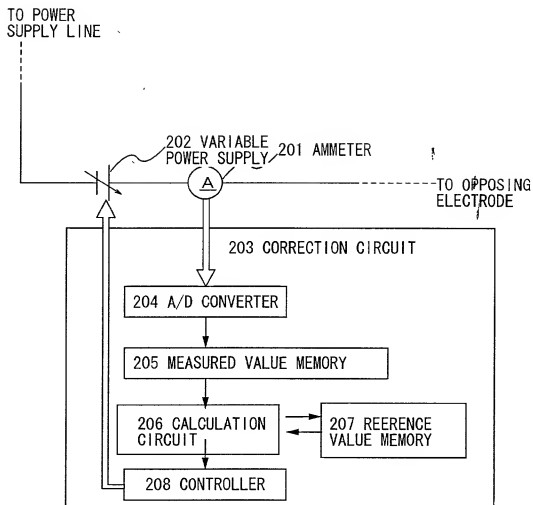 TO POWER
SUPPLY LINE
202 VARIABLE
POWER SUPPLY
201 AMMETER
A
TO OPPOSING
ELECTRODE
203 CORRECTION CIRCUIT
204 A/D CONVERTER
205 MEASURED VALUE MEMORY
206 CALCULATION
CIRCUIT
207 REERENCE
VALUE MEMORY
208 CONTROLLER